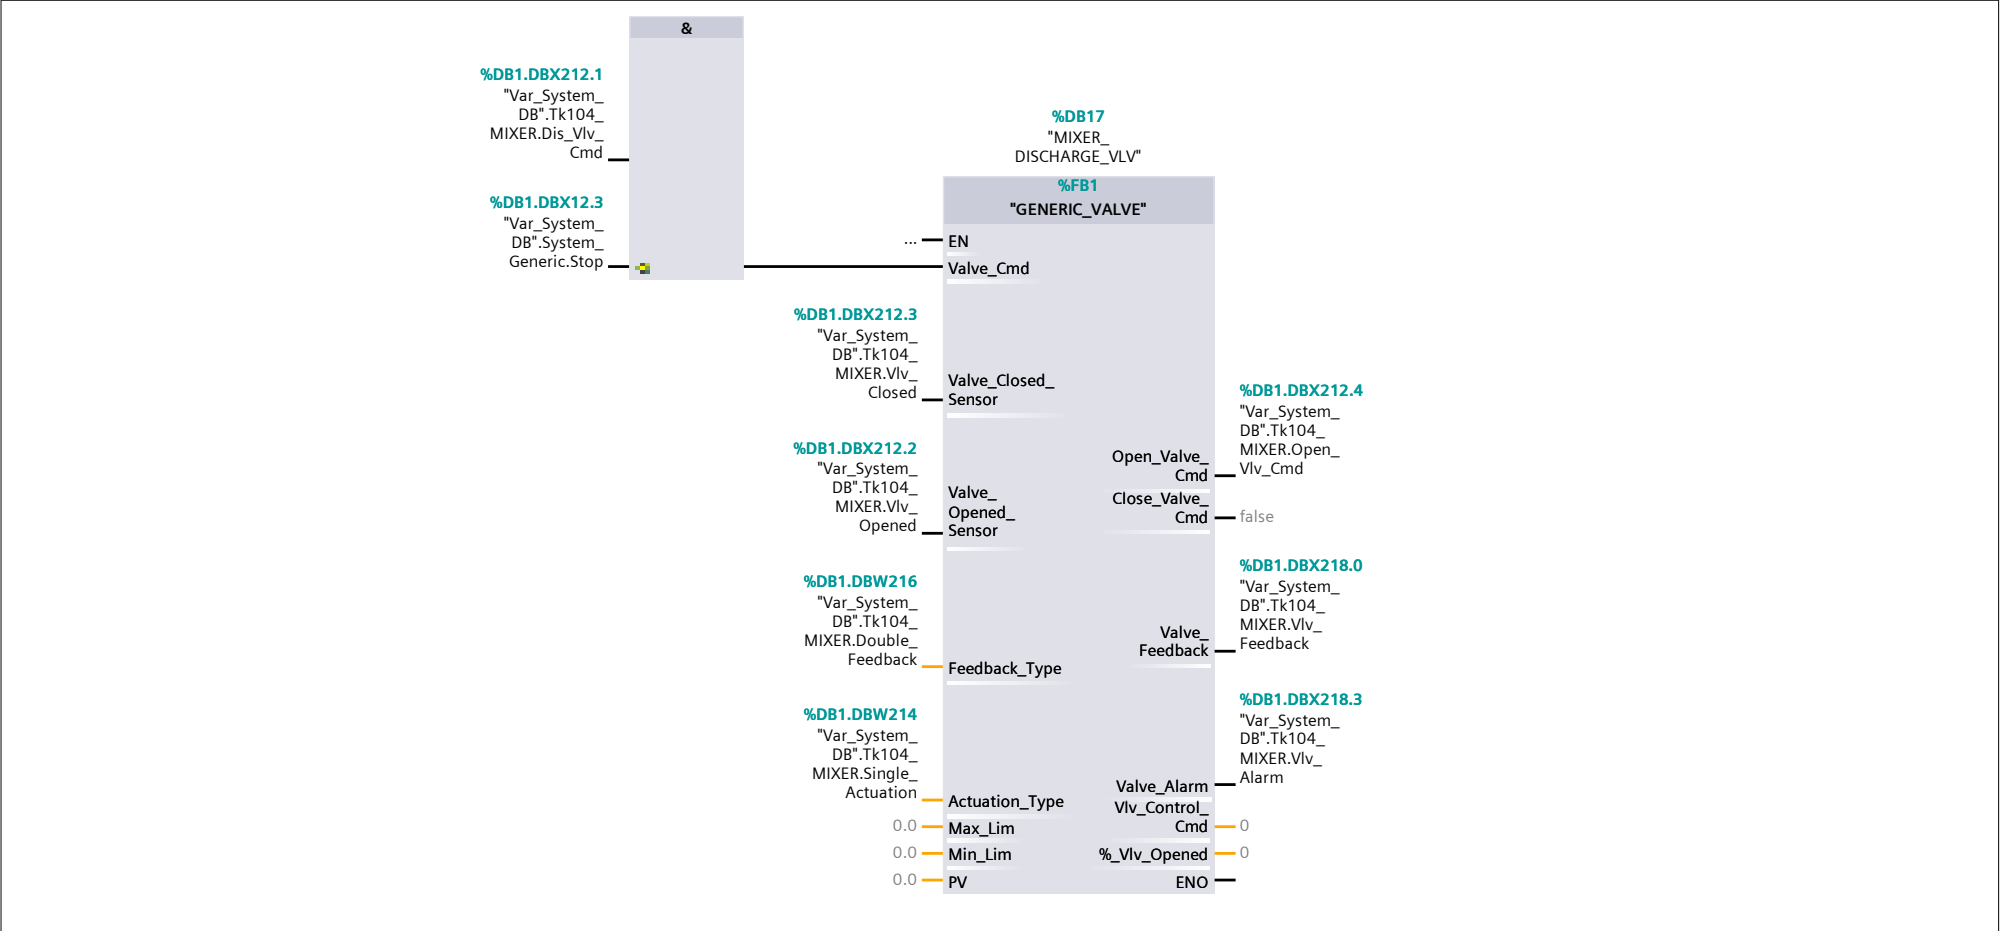 &
%DB1.DBX212.1
"Var_System_
DB".Tk104_
MIXER.Dis_Vlv_
Cmd
%DB1.DBX12.3
"Var_System_
DB".System_
Generic.Stop
%DB17
"MIXER_
DISCHARGE_VLV"
%FB1
"GENERIC_VALVE"
...
EN
Valve_Cmd
%DB1.DBX212.3
"Var_System_
DB".Tk104_
MIXER.Vlv_
Closed
Valve_Closed_
Sensor
%DB1.DBX212.2
"Var_System_
DB".Tk104_
MIXER.Vlv_
Opened
Valve_
Opened_
Sensor
%DB1.DBW216
"Var_System_
DB".Tk104_
MIXER.Double_
Feedback
Feedback_Type
%DB1.DBW214
"Var_System_
DB".Tk104_
MIXER.Single_
Actuation
Actuation_Type
0.0
Max_Lim
0.0
Min_Lim
0.0
PV
%DB1.DBX212.4
"Var_System_
DB".Tk104_
MIXER.Open_
Vlv_Cmd
Open_Valve_
Cmd
Close_Valve_
Cmd
false
%DB1.DBX218.0
"Var_System_
DB".Tk104_
MIXER.Vlv_
Feedback
Valve_
Feedback
%DB1.DBX218.3
"Var_System_
DB".Tk104_
MIXER.Vlv_
Alarm
Valve_Alarm
Vlv_Control_
Cmd
0
%_Vlv_Opened
0
ENO